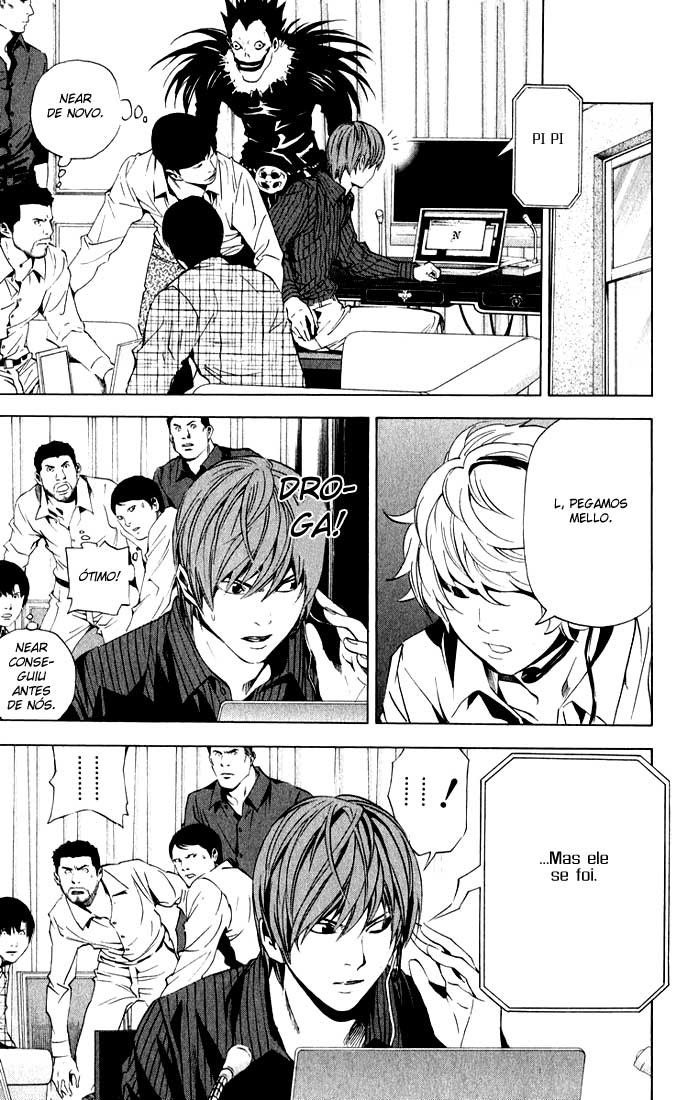 PI PI
N
NEAR
DE NOVO.
L, PEGAMOS
MELLO.
DRO-
GA!
ÓTIMO!
NEAR
CONSE-
GUIU
ANTES
DE NÓS.
...Mas ele
se foi.
......!
......